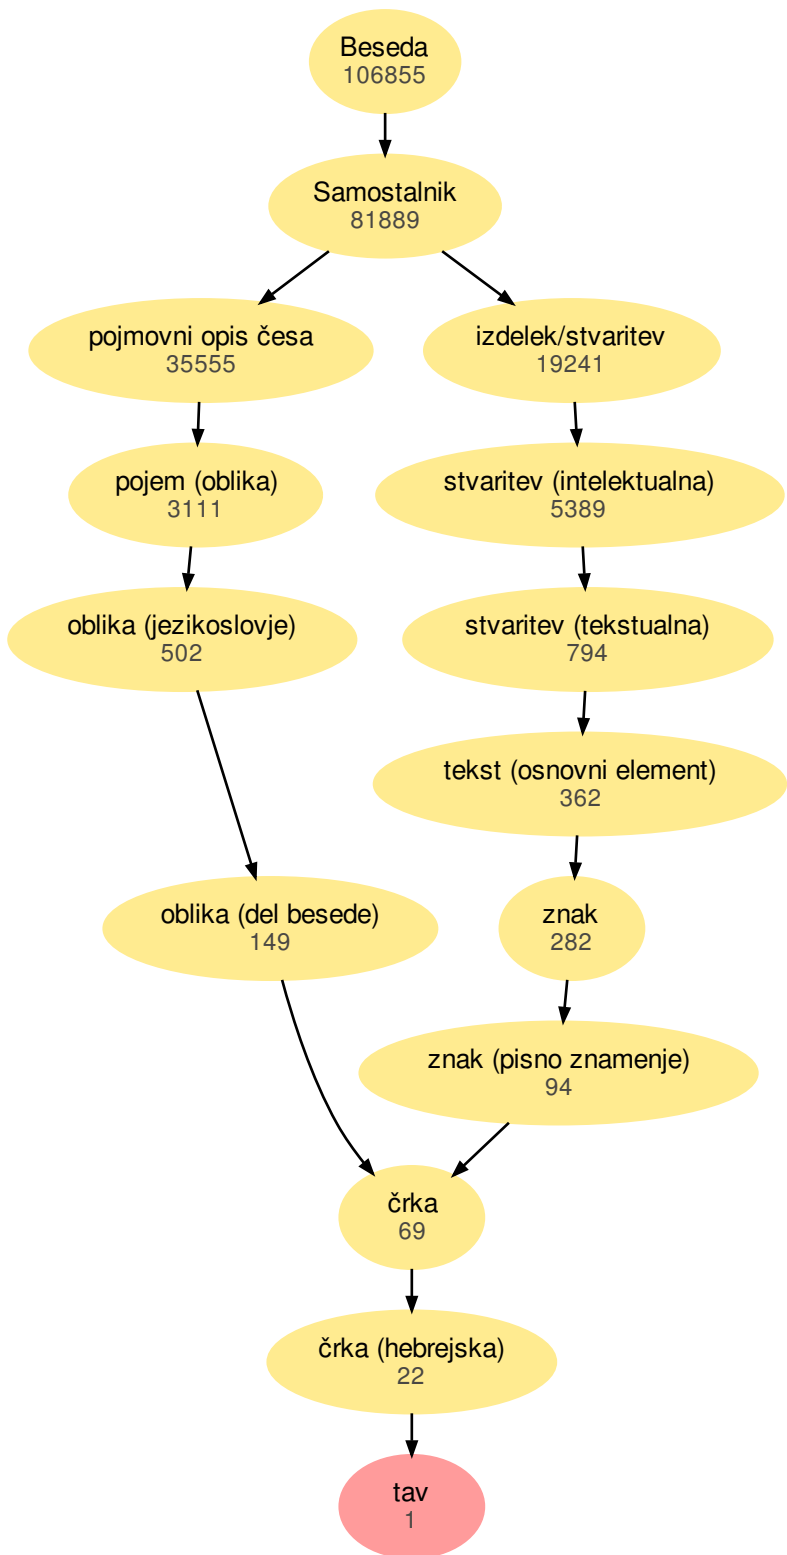 Beseda
106855
Samostalnik
81889
pojmovni opis česa
35555
izdelek/stvaritev
19241
pojem (oblika)
3111
stvaritev (intelektualna)
5389
oblika (jezikoslovje)
502
stvaritev (tekstualna)
794
tekst (osnovni element)
362
oblika (del besede)
149
znak
282
znak (pisno znamenje)
94
črka
69
črka (hebrejska)
22
tav
1